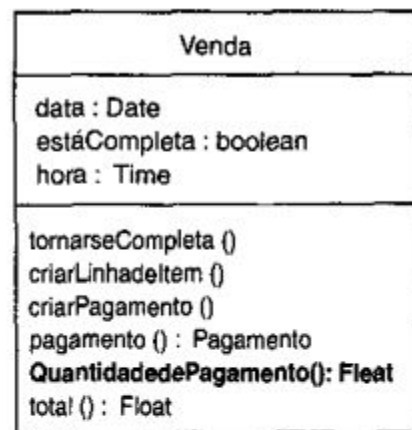 Venda
data : Date
estáCompleta : boolean
hora : Time
tornarseCompleta ()
criarLinhadeItem ()
criarPagamento ()
pagamento () : Pagamento
QuantidadedePagamento(): Fleat
total () : Float